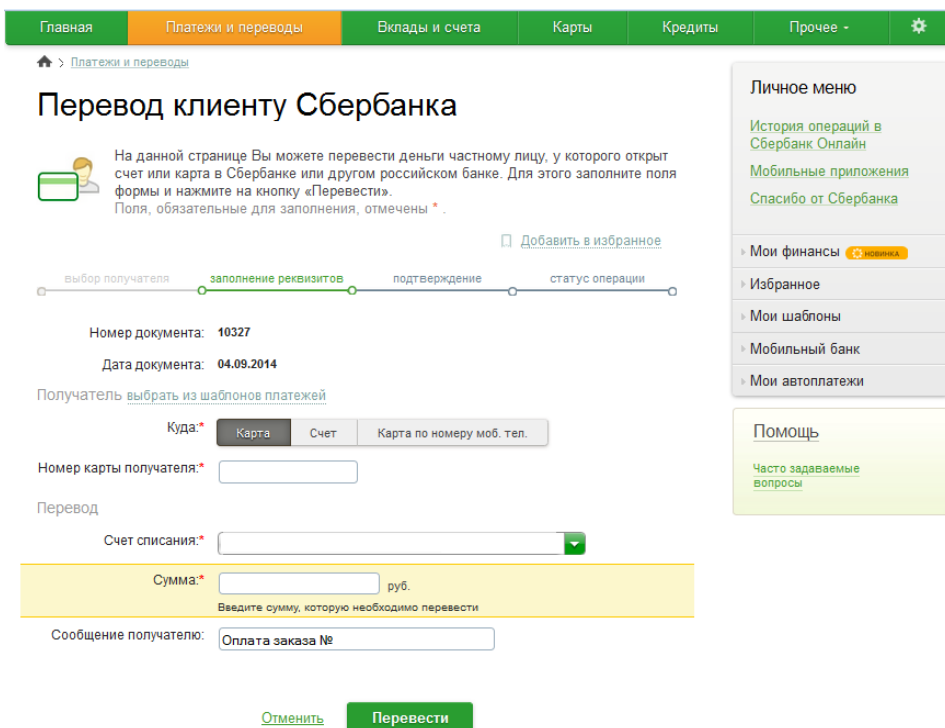 Главная Платежи и переводы Вклады и счета Карты Кредиты Прочее
Платежи и переводы
Перевод клиенту Сбербанка
На данной странице Вы можете перевести деньги частному лицу, у которого открыт
счет или карта в Сбербанке или другом российском банке. Для этого заполните поля
формы и нажмите на кнопку «Перевести».
Поля, обязательные для заполнения, отмечены * .
Добавить в избранное
выбор получателя заполнение реквизитов подтверждение статус операции
Номер документа: 10327
Дата документа: 04.09.2014
Получатель выбрать из шаблонов платежей
Куда:* Карта Счет Карта по номеру моб. тел.
Номер карты получателя:*
Перевод
Счет списания:*
Сумма:* руб.
Введите сумму, которую необходимо перевести
Сообщение получателю: Оплата заказа №
Отменить Перевести
Личное меню
История операций в
Сбербанк Онлайн
Мобильные приложения
Спасибо от Сбербанка
Мои финансы НОВИНКА
Избранное
Мои шаблоны
Мобильный банк
Мои автоплатежи
Помощь
Часто задаваемые
вопросы